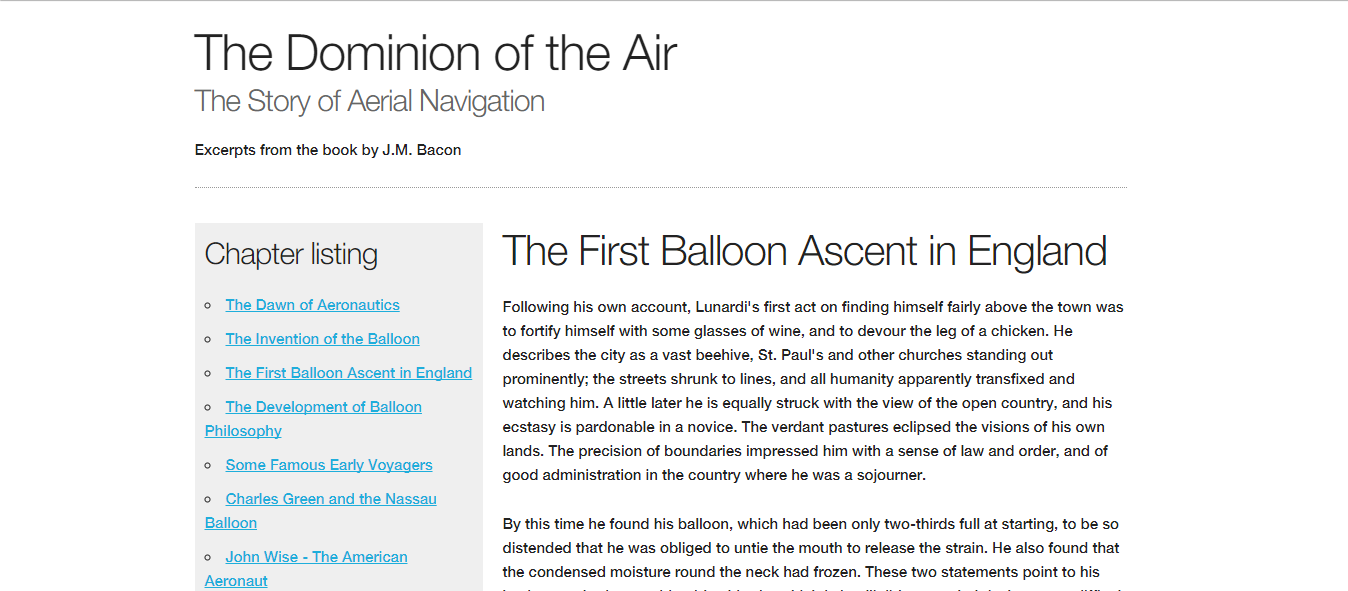 The Dominion of the Air
The Story of Aerial Navigation
Excerpts from the book by J.M. Bacon
Chapter listing
The Dawn of Aeronautics
The Invention of the Balloon
The First Balloon Ascent in England
The Development of Balloon
Philosophy
Some Famous Early Voyagers
Charles Green and the Nassau
Balloon
John Wise - The American
Aeronaut
The First Balloon Ascent in England
Following his own account, Lunardi's first act on finding himself fairly above the town was
to fortify himself with some glasses of wine, and to devour the leg of a chicken. He
describes the city as a vast beehive, St. Paul's and other churches standing out
prominently; the streets shrunk to lines, and all humanity apparently transfixed and
watching him. A little later he is equally struck with the view of the open country, and his
ecstasy is pardonable in a novice. The verdant pastures eclipsed the visions of his own
lands. The precision of boundaries impressed him with a sense of law and order, and of
good administration in the country where he was a sojourner.
By this time he found his balloon, which had been only two-thirds full at starting, to be so
distended that he was obliged to untie the mouth to release the strain. He also found that
the condensed moisture round the neck had frozen. These two statements point to his